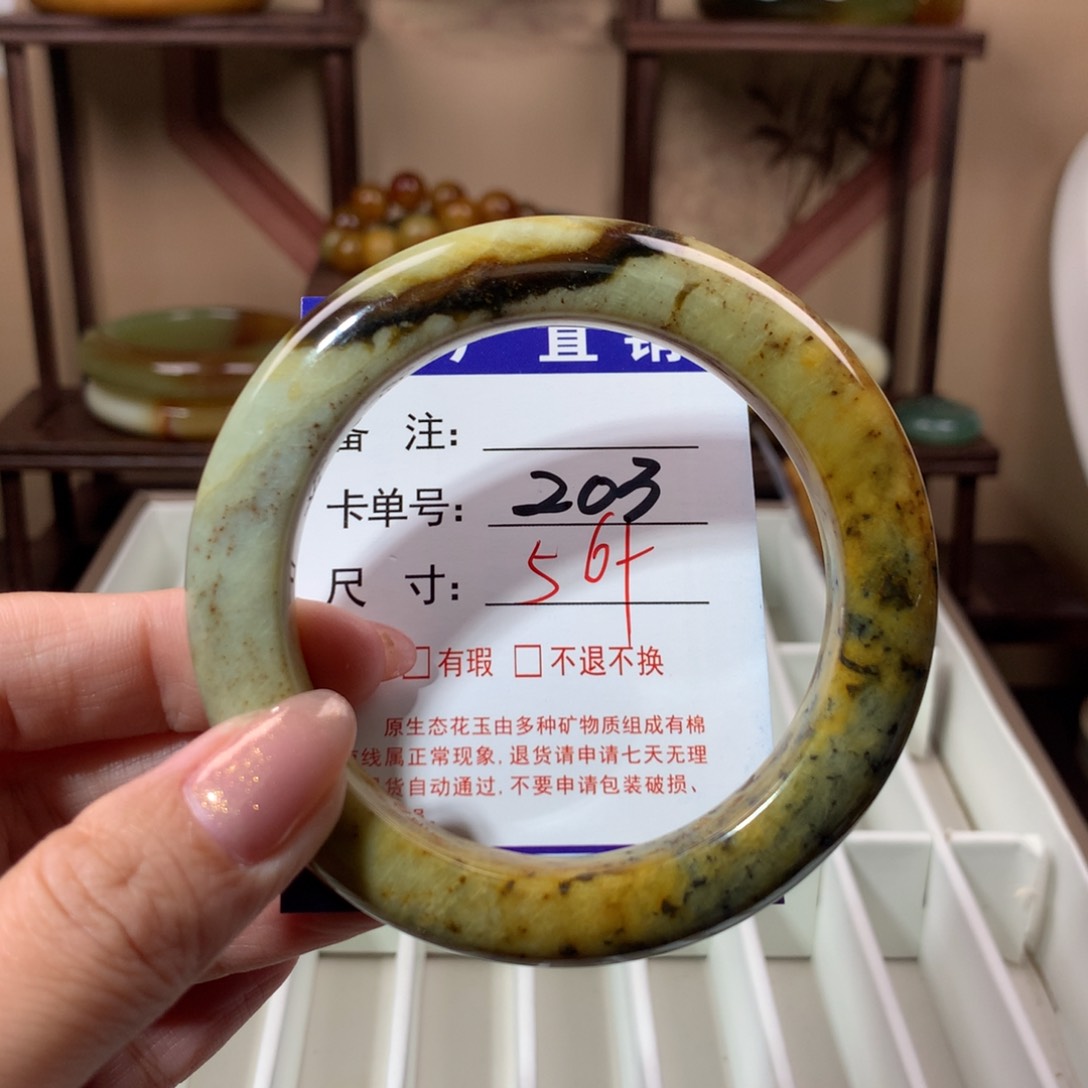 直销
备 注:
卡单号: 203
尺 寸: 56+
□有瑕 □不退不换
原生态花玉由多种矿物质组成有棉
线属正常现象,退货请申请七天无理
货自动通过,不要申请包装破损、